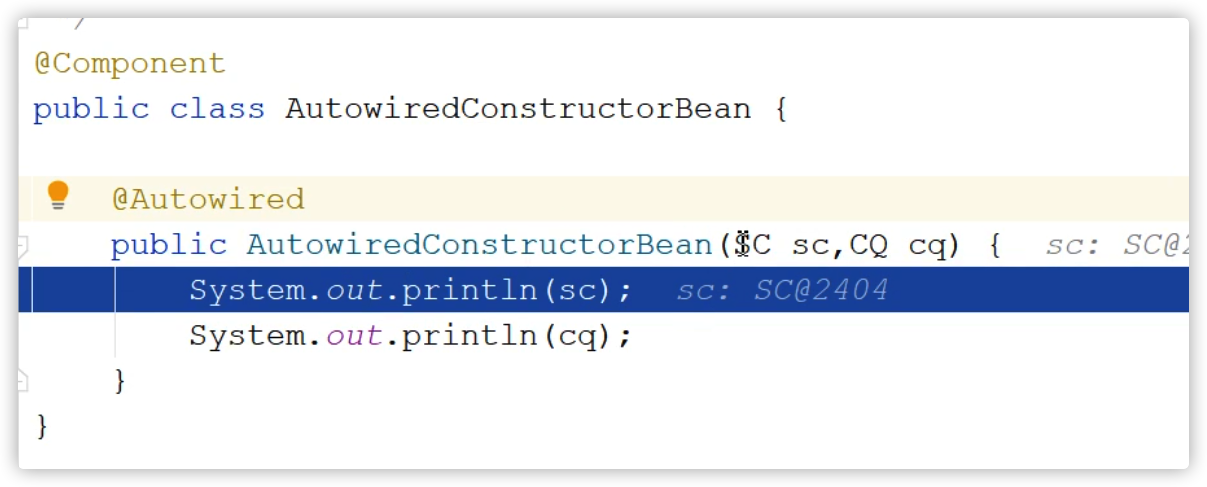 @Component
public class AutowiredConstructorBean {
@Autowired
public AutowiredConstructorBean(SC sc,CQ cq) { sc: SC@2
System.out.println(sc); sc: SC@2404
System.out.println(cq);
}
}